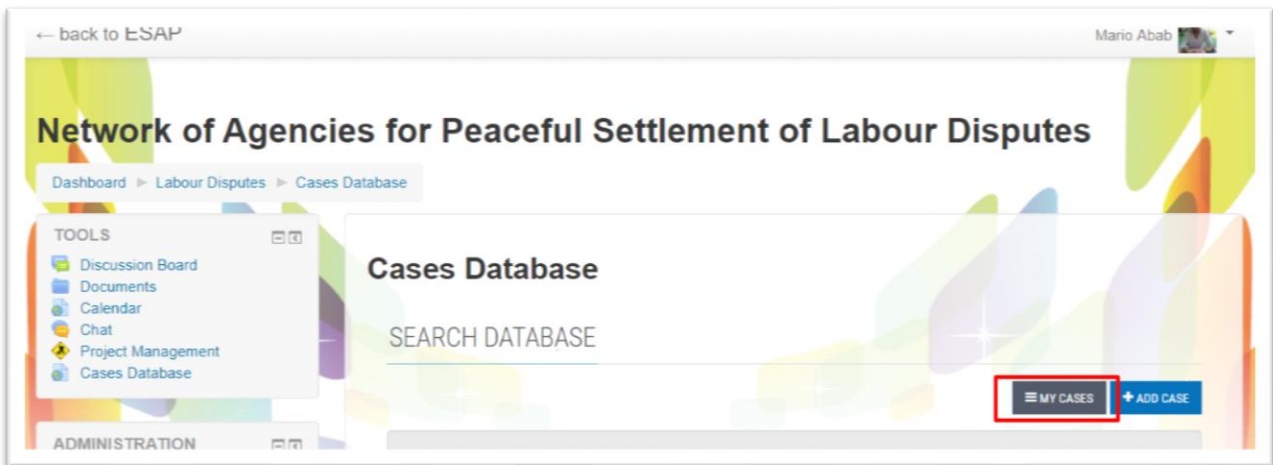 ← back to ESAP
Mario Abab
Network of Agencies for Peaceful Settlement of Labour Disputes
Dashboard ► Labour Disputes ► Cases Database
TOOLS
Discussion Board
Documents
Calendar
Chat
Project Management
Cases Database
Cases Database
SEARCH DATABASE
MY CASES
+ ADD CASE
ADMINISTRATION